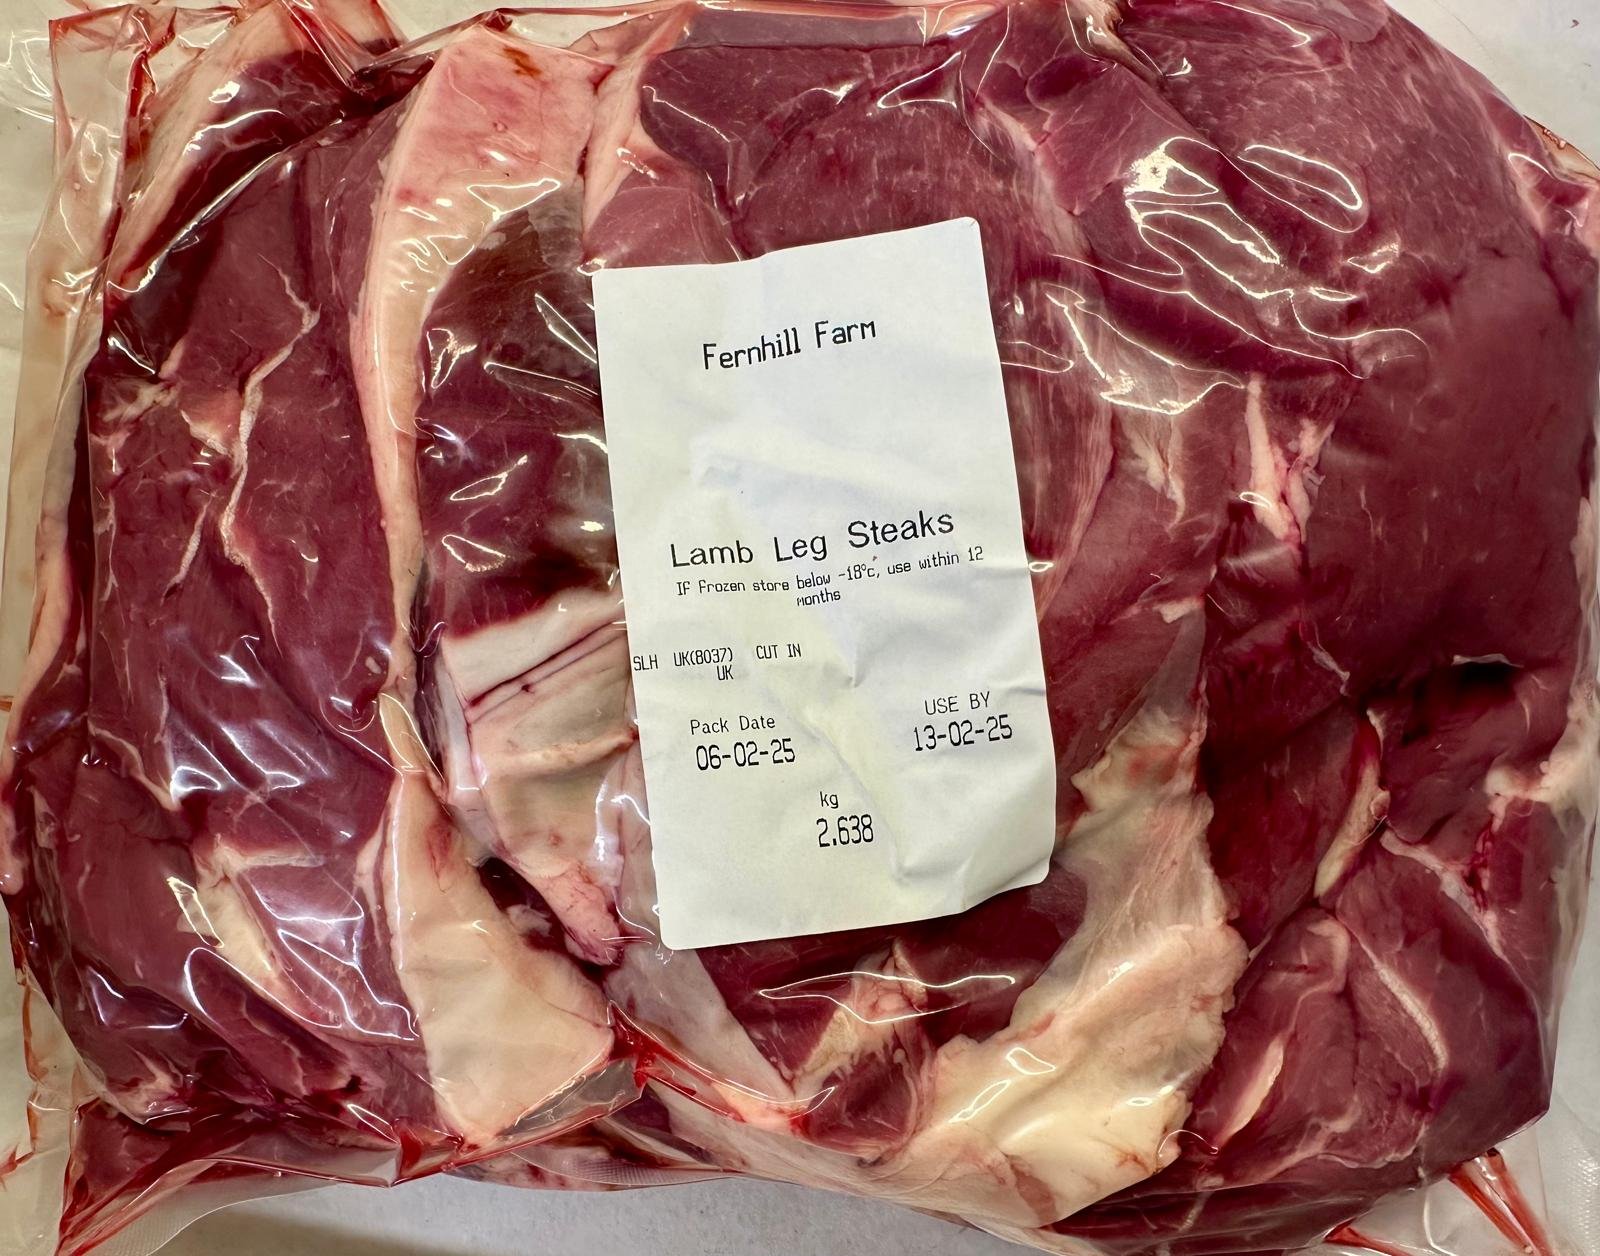 Fernhill Farm
Lamb Leg Steaks
If frozen store below -18°c, use within 12
months
SLH UK(8037) CUT IN
UK
Pack Date
06-02-25
USE BY
13-02-25
kg
2.638